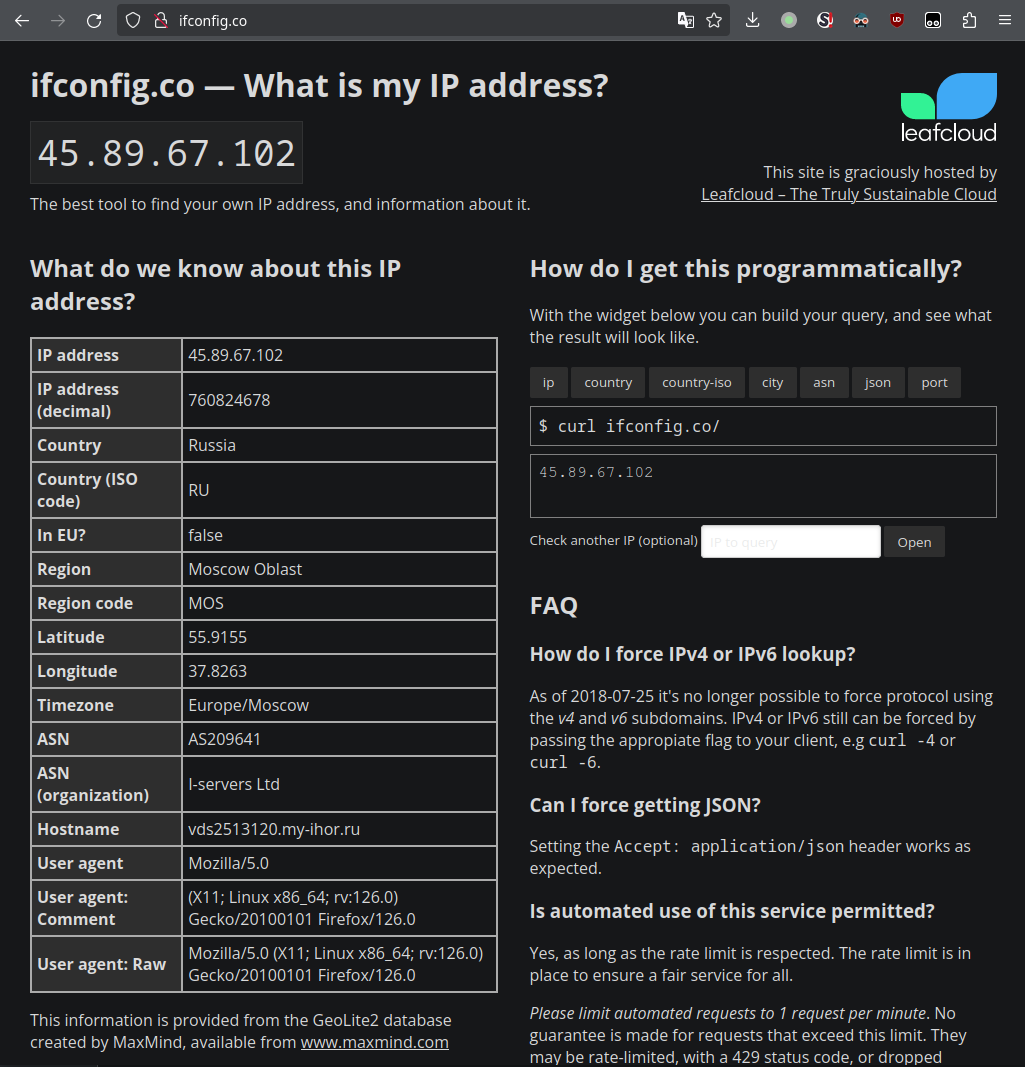 ifconfig.co
ifconfig.co — What is my IP address?
45.89.67.102
The best tool to find your own IP address, and information about it.
leafcloud
This site is graciously hosted by
Leafcloud – The Truly Sustainable Cloud
What do we know about this IP
address?
IP address 45.89.67.102
IP address
(decimal) 760824678
Country Russia
Country (ISO
code) RU
In EU? false
Region Moscow Oblast
Region code MOS
Latitude 55.9155
Longitude 37.8263
Timezone Europe/Moscow
ASN AS209641
ASN
(organization) I-servers Ltd
Hostname vds2513120.my-ihor.ru
User agent Mozilla/5.0
User agent:
Comment
(X11; Linux x86_64; rv:126.0)
Gecko/20100101 Firefox/126.0
User agent: Raw
Mozilla/5.0 (X11; Linux x86_64; rv:126.0)
Gecko/20100101 Firefox/126.0
This information is provided from the GeoLite2 database
created by MaxMind, available from www.maxmind.com
How do I get this programmatically?
With the widget below you can build your query, and see what
the result will look like.
ip country country-iso city asn json port
$ curl ifconfig.co/
45.89.67.102
Check another IP (optional) IP to query Open
FAQ
How do I force IPv4 or IPv6 lookup?
As of 2018-07-25 it's no longer possible to force protocol using
the v4 and v6 subdomains. IPv4 or IPv6 still can be forced by
passing the appropiate flag to your client, e.g curl -4 or
curl -6.
Can I force getting JSON?
Setting the Accept: application/json header works as
expected.
Is automated use of this service permitted?
Yes, as long as the rate limit is respected. The rate limit is in
place to ensure a fair service for all.
Please limit automated requests to 1 request per minute. No
guarantee is made for requests that exceed this limit. They
may be rate-limited, with a 429 status code, or dropped